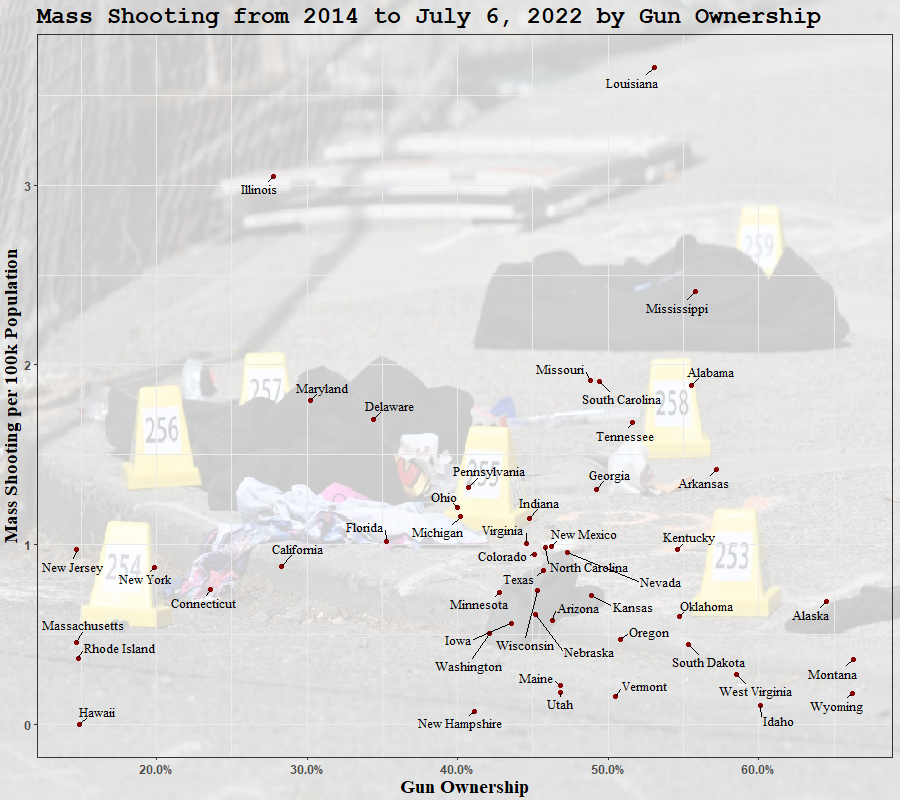 Mass Shooting from 2014 to July 6, 2022 by Gun Ownership
Louisiana
3
Illinois
259
Mississippi
2
Missouri
Alabama
257
Maryland
South Carolina
258
Delaware
256
Tennessee
Pennsylvania
255
Georgia
Arkansas
Ohio
Indiana
Michigan
Florida
Virginia
New Mexico
Kentucky
1
California
Colorado
253
New Jersey
254
North Carolina
New York
Texas
Nevada
Connecticut
Minnesota
Arizona
Kansas
Oklahoma
Alaska
Massachusetts
Oregon
Iowa
Wisconsin
Rhode Island
Nebraska
Washington
South Dakota
Montana
Maine
Vermont
West Virginia
Utah
Wyoming
Hawaii
New Hampshire
Idaho
0
20.0%
30.0%
40.0%
50.0%
60.0%
Gun Ownership
Mass Shooting per 100k Population